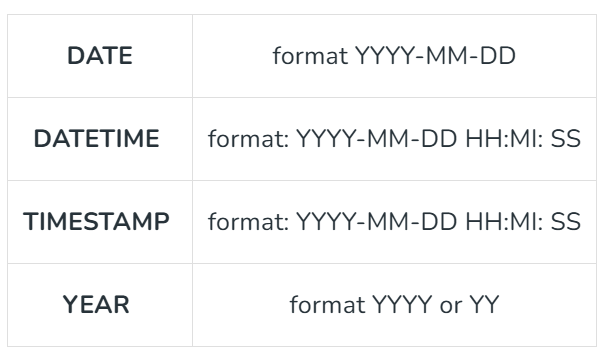 DATE format YYYY-MM-DD
DATETIME format: YYYY-MM-DD HH:MI: SS
TIMESTAMP format: YYYY-MM-DD HH:MI: SS
YEAR format YYYY or YY